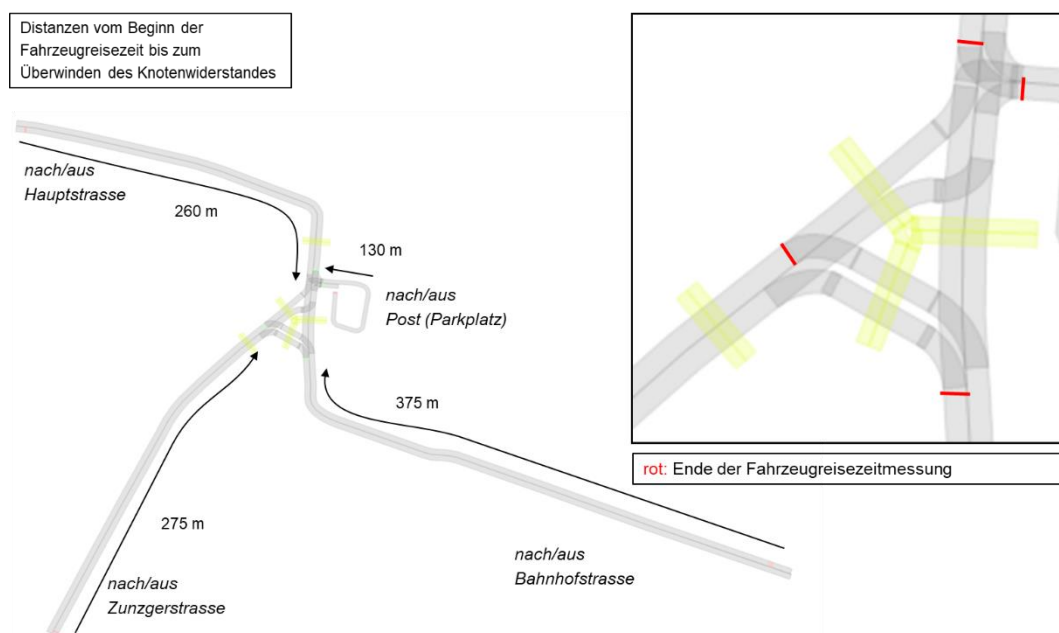 Distanzen vom Beginn der
Fahrzeugreisezeit bis zum
Überwinden des Knotenwiderstandes
nach/aus
Hauptstrasse
260 m
130 m
nach/aus
Post (Parkplatz)
375 m
275 m
nach/aus
Bahnhofstrasse
nach/aus
Zunzgerstrasse
rot: Ende der Fahrzeugreisezeitmessung